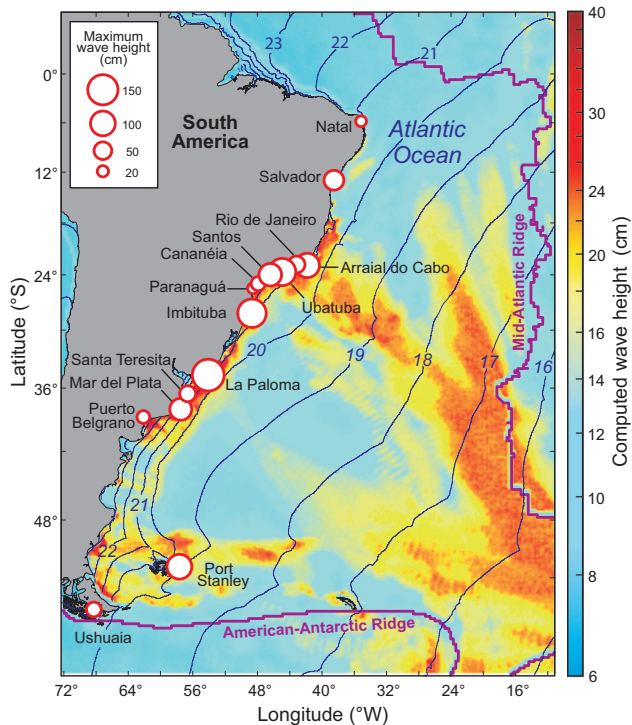 Maximum
wave height
(cm)
150
100
50
20
23
22
21
South
America
Natal
Atlantic
Ocean
Salvador
Rio de Janeiro
Santos
Cananéia
Paranaguá
Imbituba
Arraial do Cabo
Ubatuba
Mid-Atlantic Ridge
20
19
18
17
16
Santa Teresita
Mar del Plata
La Paloma
Puerto
Belgrano
21
22
Port
Stanley
Ushuaia
American-Antarctic Ridge
0°
12°
24°
36°
48°
Latitude (°S)
72°
64°
56°
48°
40°
32°
24°
16°
Longitude (°W)
40
30
24
20
18
16
14
12
10
8
6
Computed wave height (cm)